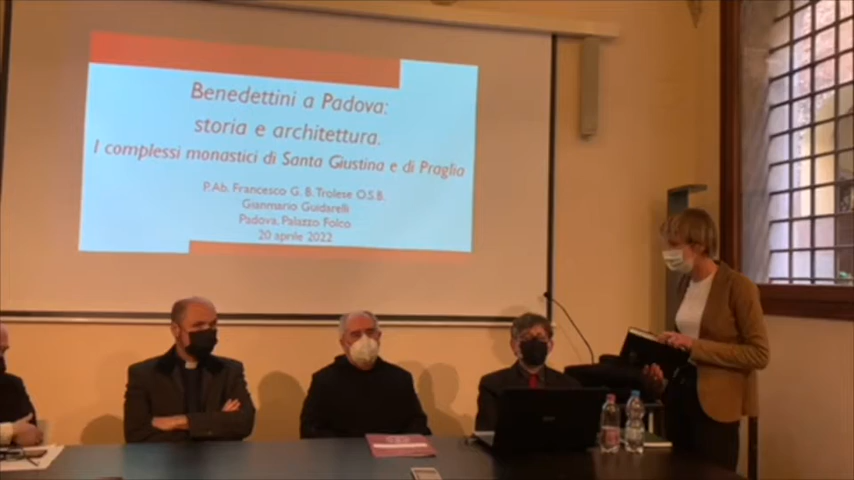 Benedettini a Padova:
storia e architettura.
I complessi monastici di Santa Giustina e di Praglia
P. Ab. Francesco G. B. Trolese O.S.B.
Gianmario Guidarelli
Padova, Palazzo Folco
20 aprile 2022